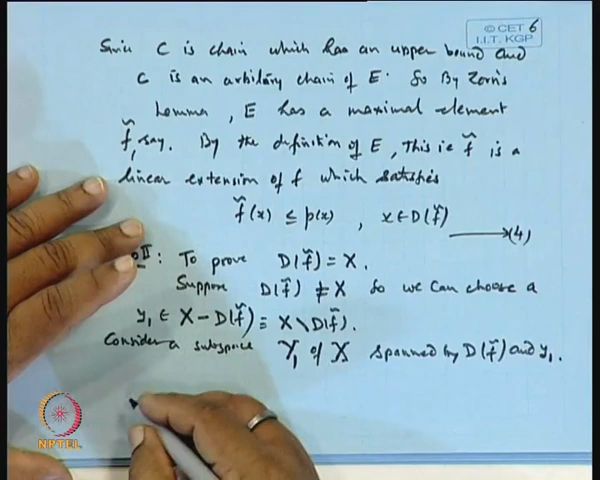 © CET 6
I.I.T. KGP
Since C is chain which has an upper bound and
C is an arbitrary chain of E. So By Zorn's
Lemma, E has a maximal element
f̃, say. By the definition of E, this ie f̃ is a
linear extension of f which satisfies
f̃(x) ≤ p(x) , x ∈ D(f̃) ⟶ (4)
II: To prove D(f̃) = X.
Suppose D(f̃) ≠ X so we can choose a
y₁ ∈ X − D(f̃) ≡ X \ D(f̃).
Consider a subspace Y₁ of X spanned by D(f̃) and y₁.
NPTEL